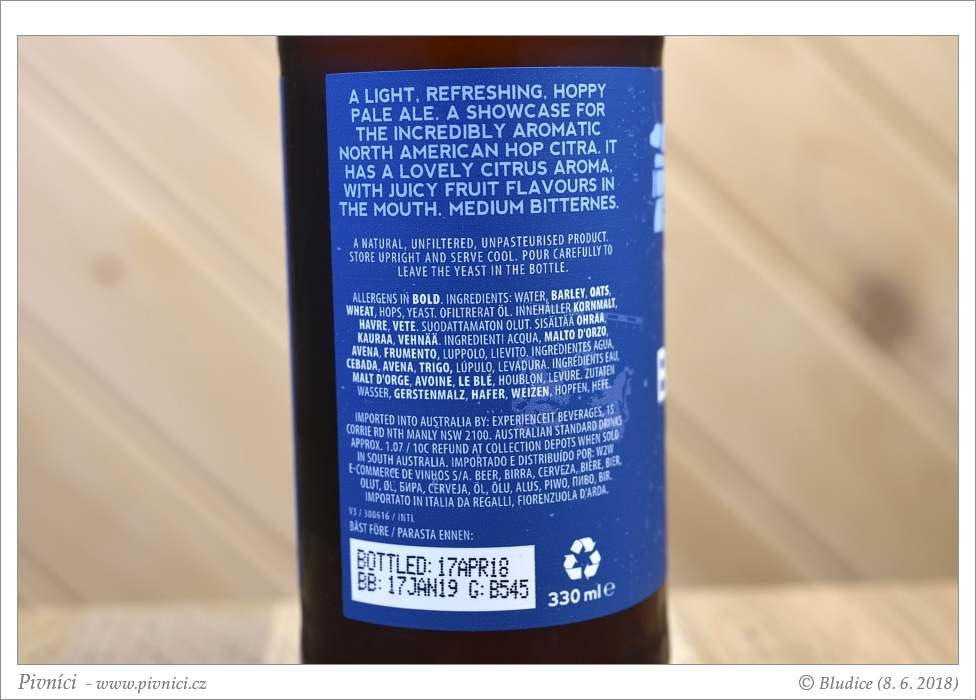 A LIGHT, REFRESHING, HOPPY
PALE ALE. A SHOWCASE FOR
THE INCREDIBLY AROMATIC
NORTH AMERICAN HOP CITRA. IT
HAS A LOVELY CITRUS AROMA,
WITH JUICY FRUIT FLAVOURS IN
THE MOUTH. MEDIUM BITTERNES.
A NATURAL, UNFILTERED, UNPASTEURISED PRODUCT.
STORE UPRIGHT AND SERVE COOL. POUR CAREFULLY TO
LEAVE THE YEAST IN THE BOTTLE.
ALLERGENS IN BOLD. INGREDIENTS: WATER, BARLEY, OATS,
WHEAT, HOPS, YEAST. OFILTRERAT ÖL. INNEHÅLLER KORNMALT,
HAVRE, VETE. SUODATTAMATON OLUT. SISÄLTÄÄ OHRAA,
KAURAA, VEHNÄÄ. INGREDIENTI ACQUA, MALTO D'ORZO,
AVENA, FRUMENTO, LUPPOLO, LIEVITO. INGREDIENTES AGUA,
CEBADA, AVENA, TRIGO, LÚPULO, LEVADURA. INGRÉDIENTS EAU,
MALT D'ORGE, AVOINE, LE BLÉ, HOUBLON, LEVURE. ZUTATEN
WASSER, GERSTENMALZ, HAFER, WEIZEN, HOPFEN, HEFE.
IMPORTED INTO AUSTRALIA BY: EXPERIENCEIT BEVERAGES, 15
CORRIE RD NTH MANLY NSW 2100. AUSTRALIAN STANDARD DRINKS
APPROX. 1.07 / 10C REFUND AT COLLECTION DEPOTS WHEN SOLD
IN SOUTH AUSTRALIA. IMPORTADO E DISTRIBUÍDO POR: W2W
E-COMMERCE DE VINHOS S/A. BEER, BIRRA, CERVEZA, BIÈRE, BIER,
OLUT, ØL, БИРА, CERVEJA, ÖL, ÕLU, ALUS, PIWO, ПИВО, BIR.
IMPORTATO IN ITALIA DA REGALLI, FIORENZUOLA D'ARDA.
V3 / 300616 / INTL
BÄST FÖRE / PARASTA ENNEN:
BOTTLED: 17APR18
BB: 17JAN19 G: B545
330 ml e
Pivníci - www.pivnici.cz
© Bludice (8. 6. 2018)